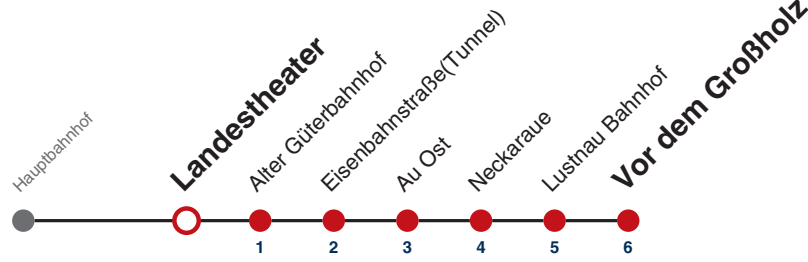 Hauptbahnhof
Landestheater
Alter Güterbahnhof
Eisenbahnstraße(Tunnel)
Au Ost
Neckaraue
Lustnau Bahnhof
Vor dem Großholz
1
2
3
4
5
6